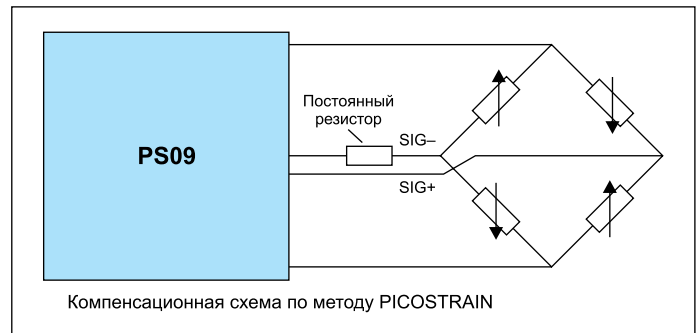 Постоянный
резистор
SIG–
PS09
SIG+
Компенсационная схема по методу PICOSTRAIN